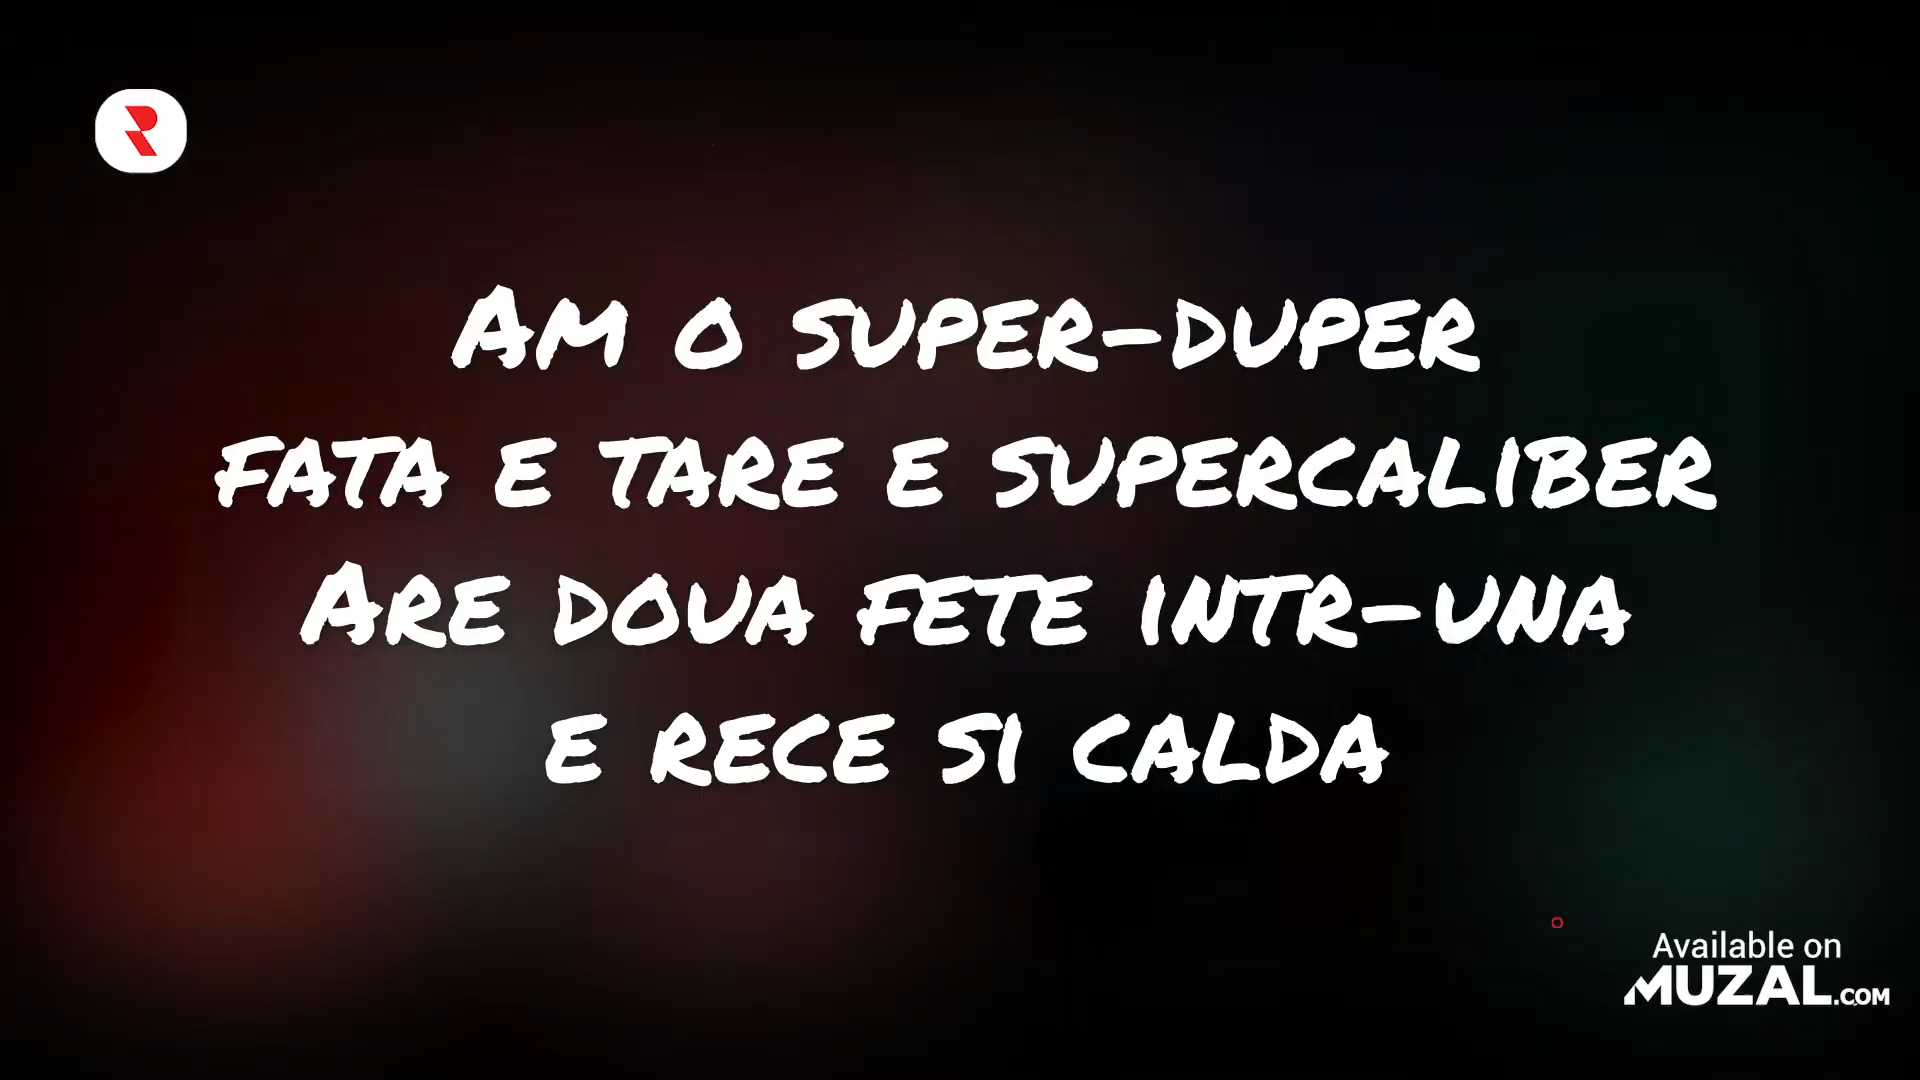 Am o super-duper
fata e tare e supercaliber
Are doua fete intr-una
e rece si calda
Available on
MUZAL.COM